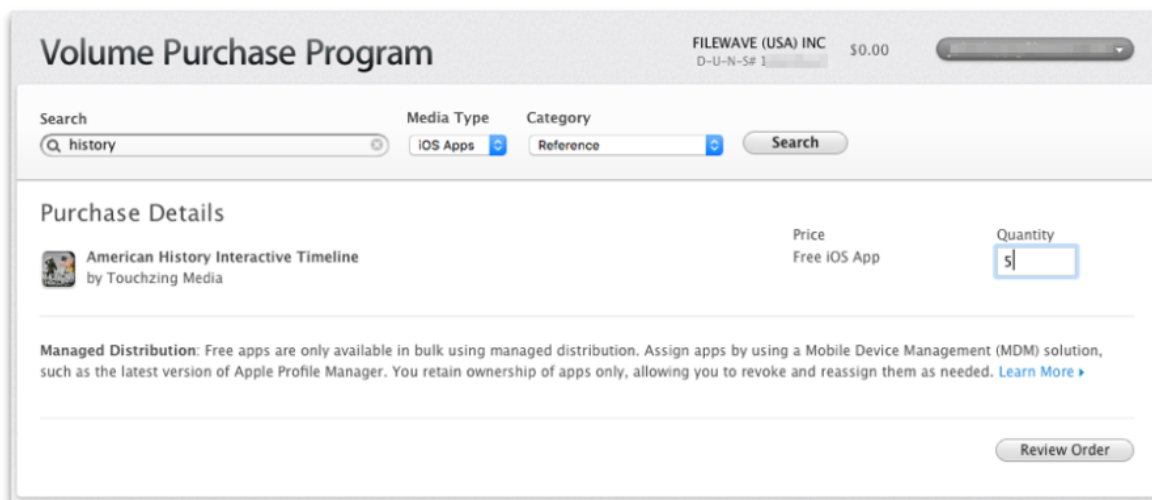 Volume Purchase Program
FILEWAVE (USA) INC
D-U-N-S# 1
$0.00
Search
Media Type
Category
history
iOS Apps
Reference
Search
Purchase Details
American History Interactive Timeline
by Touchzing Media
Price
Free iOS App
Quantity
5
Managed Distribution: Free apps are only available in bulk using managed distribution. Assign apps by using a Mobile Device Management (MDM) solution,
such as the latest version of Apple Profile Manager. You retain ownership of apps only, allowing you to revoke and reassign them as needed. Learn More ▸
Review Order